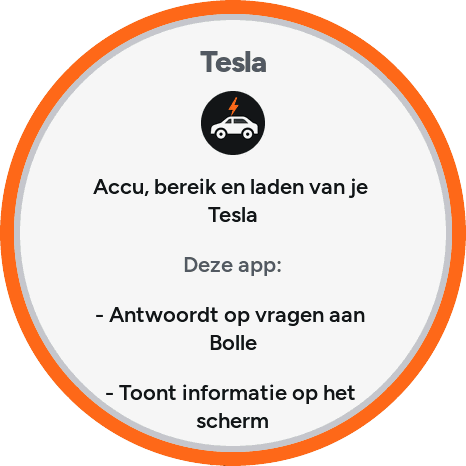 Tesla
Accu, bereik en laden van je
Tesla
Deze app:
- Antwoordt op vragen aan
Bolle
- Toont informatie op het
scherm